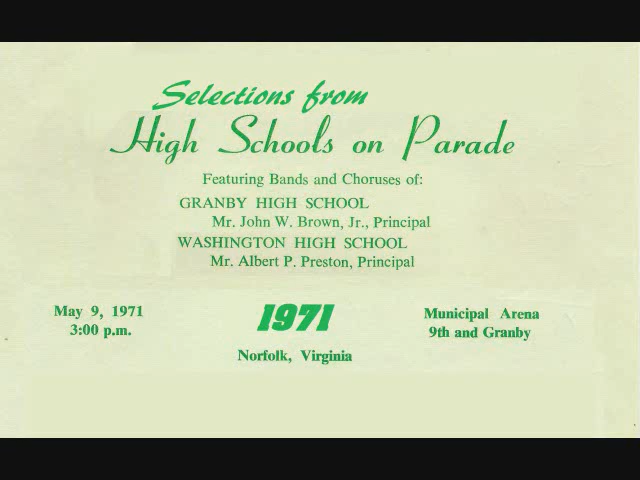 Selections from
High Schools on Parade
Featuring Bands and Choruses of:
GRANBY HIGH SCHOOL
Mr. John W. Brown, Jr., Principal
WASHINGTON HIGH SCHOOL
Mr. Albert P. Preston, Principal
May 9, 1971
3:00 p.m.
1971
Norfolk, Virginia
Municipal Arena
9th and Granby